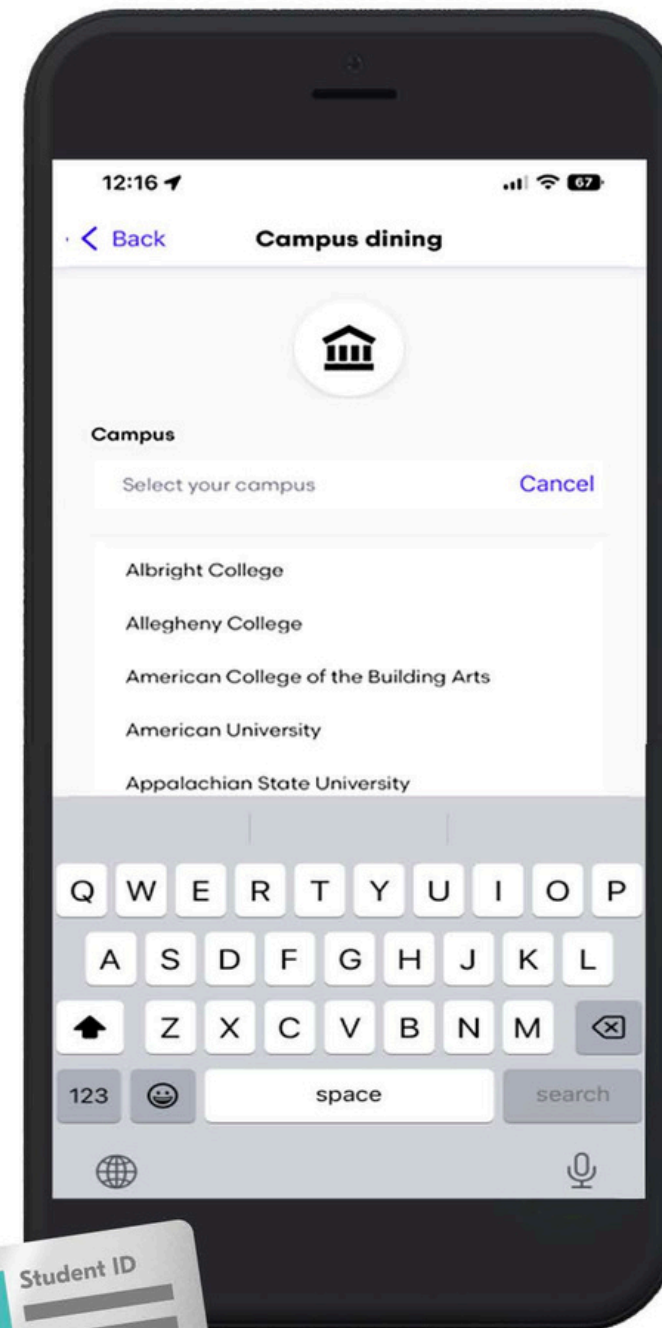 12:16
67
Back
Campus dining
Campus
Select your campus
Cancel
Albright College
Allegheny College
American College of the Building Arts
American University
Appalachian State University
Q W E R T Y U I O P
A S D F G H J K L
Z X C V B N M
123 space search
Student ID